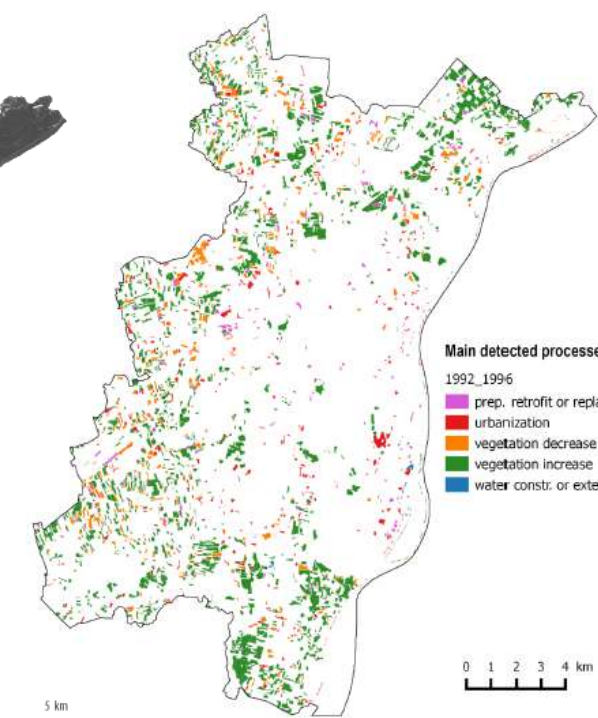 Main detected processe
1992_1996
prep. retrofit or repla
urbanization
vegetation decrease
vegetation increase
water constr. or exte
0 1 2 3 4 km
5 km